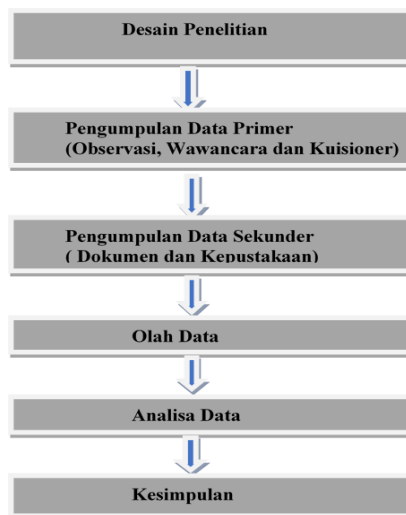 Desain Penelitian
Pengumpulan Data Primer
(Observasi, Wawancara dan Kuisioner)
Pengumpulan Data Sekunder
( Dokumen dan Kepustakaan)
Olah Data
Analisa Data
Kesimpulan